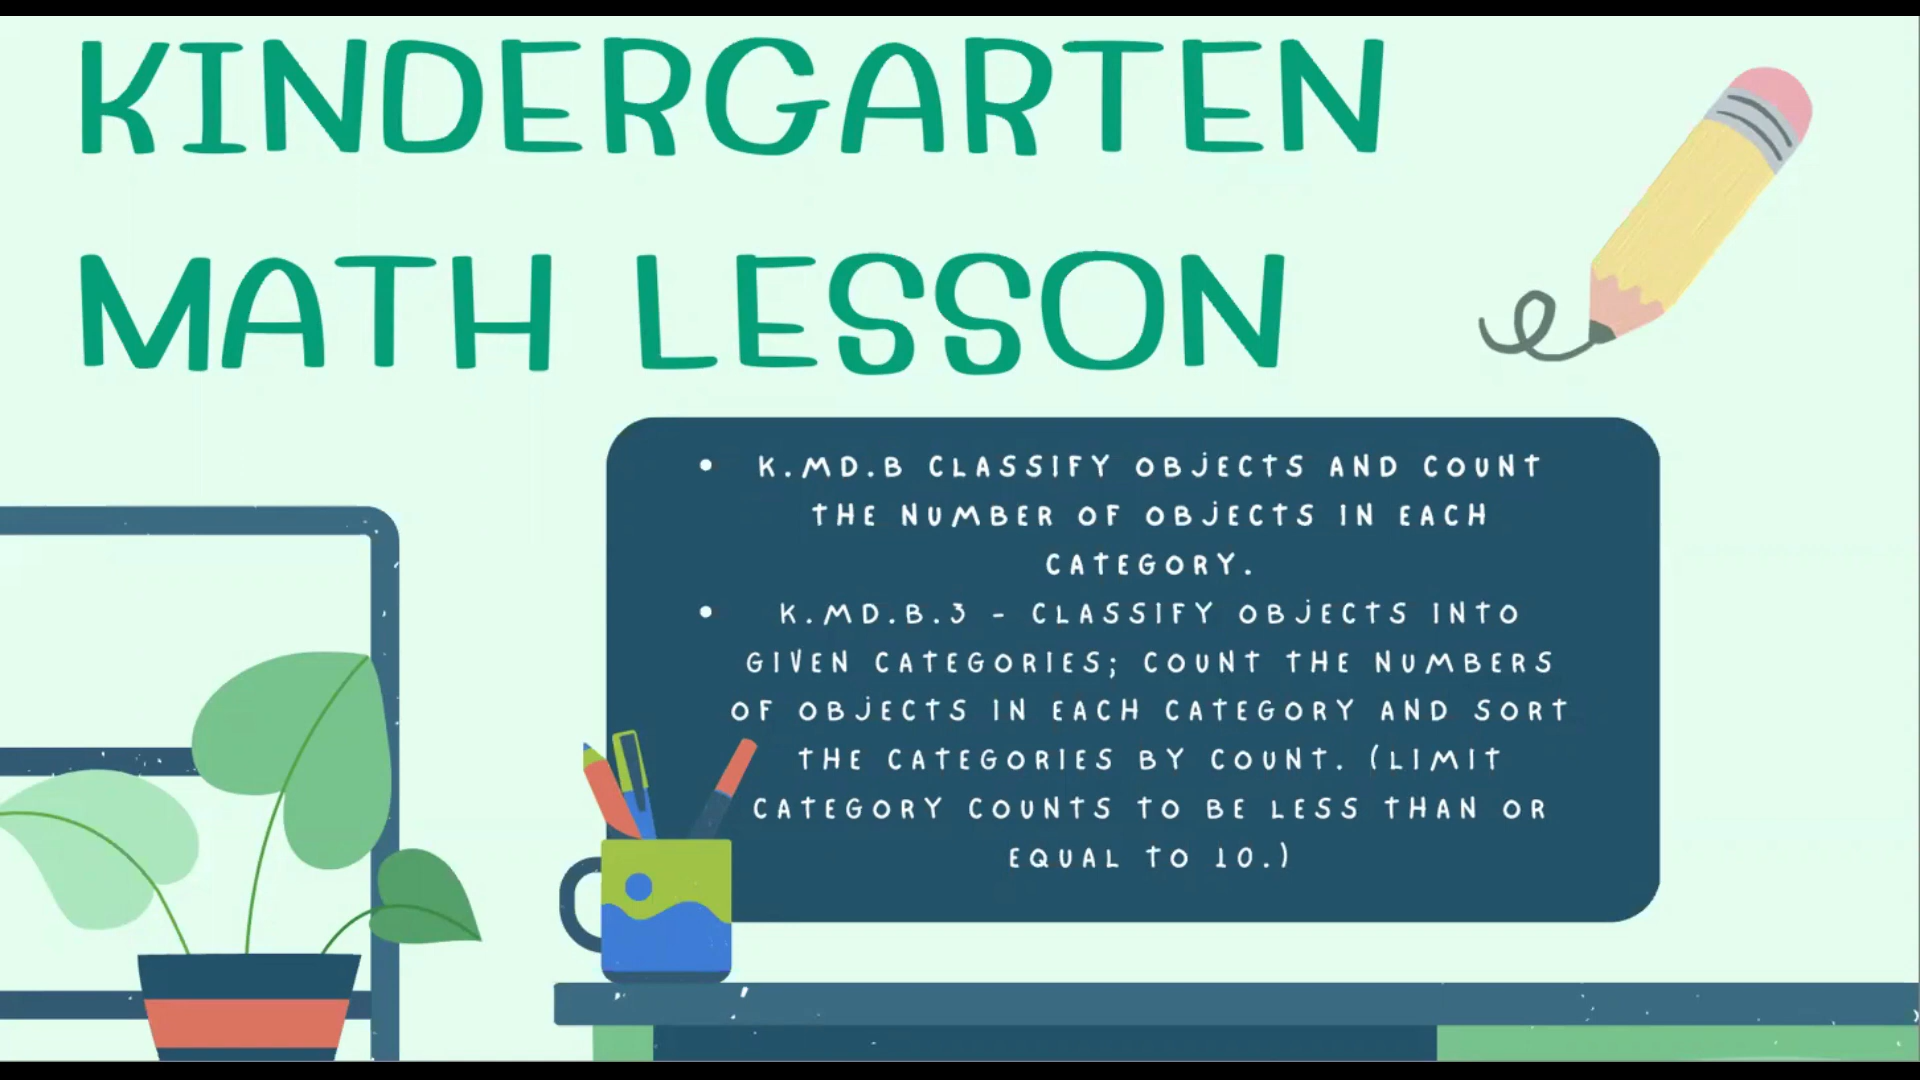 KINDERGARTEN
MATH LESSON
• K.MD.B CLASSIFY OBJECTS AND COUNT
THE NUMBER OF OBJECTS IN EACH
CATEGORY.
• K.MD.B.3 - CLASSIFY OBJECTS INTO
GIVEN CATEGORIES; COUNT THE NUMBERS
OF OBJECTS IN EACH CATEGORY AND SORT
THE CATEGORIES BY COUNT. (LIMIT
CATEGORY COUNTS TO BE LESS THAN OR
EQUAL TO 10.)